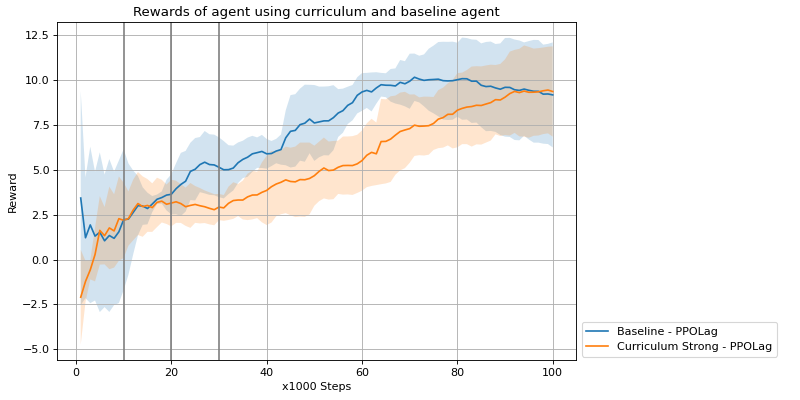 Rewards of agent using curriculum and baseline agent
12.5
10.0
7.5
5.0
2.5
0.0
−2.5
−5.0
Reward
0 20 40 60 80 100
x1000 Steps
Baseline - PPOLag
Curriculum Strong - PPOLag